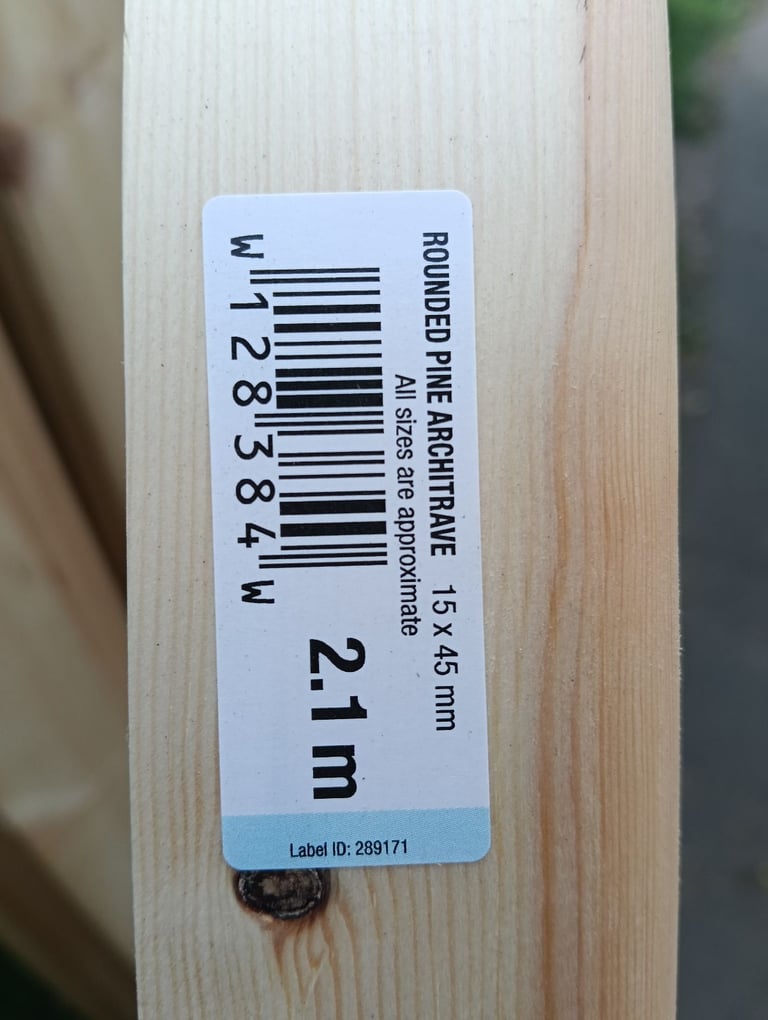 ROUNDED PINE ARCHITRAVE 15 x 45 mm
All sizes are approximate
W128384W
2.1 m
Label ID: 289171